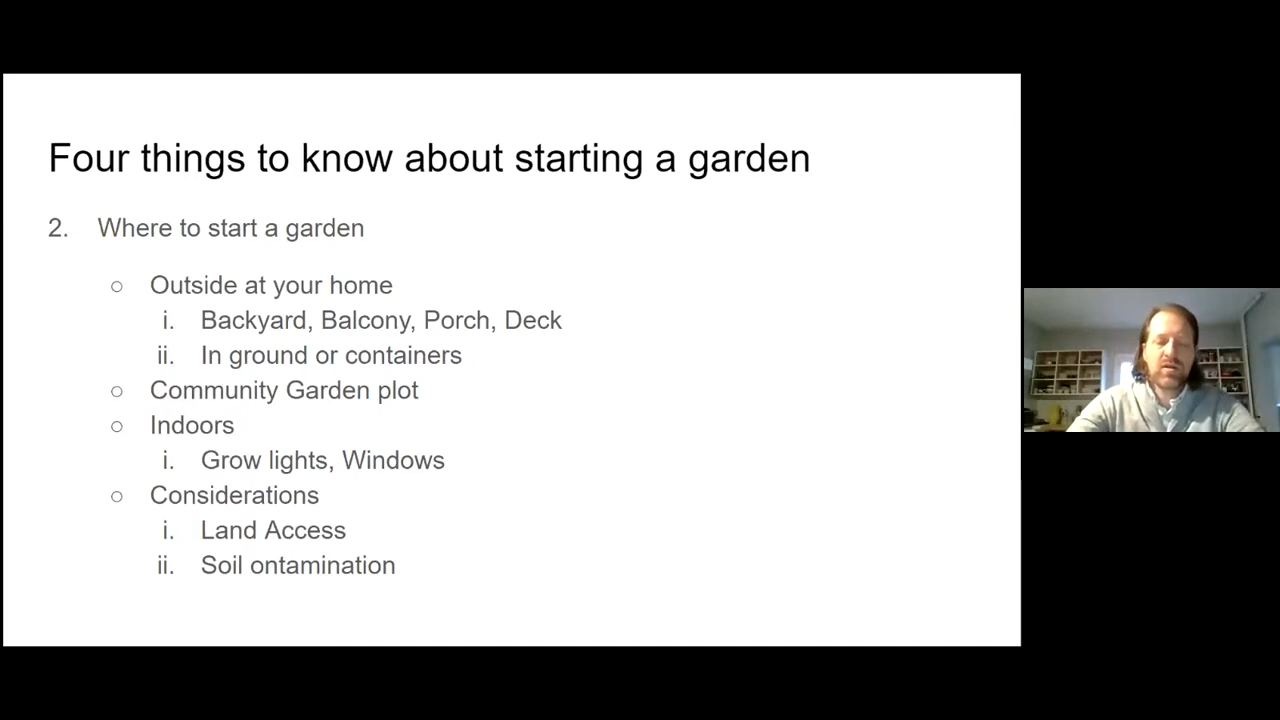 Four things to know about starting a garden
2. Where to start a garden
○ Outside at your home
i. Backyard, Balcony, Porch, Deck
ii. In ground or containers
○ Community Garden plot
○ Indoors
i. Grow lights, Windows
○ Considerations
i. Land Access
ii. Soil ontamination